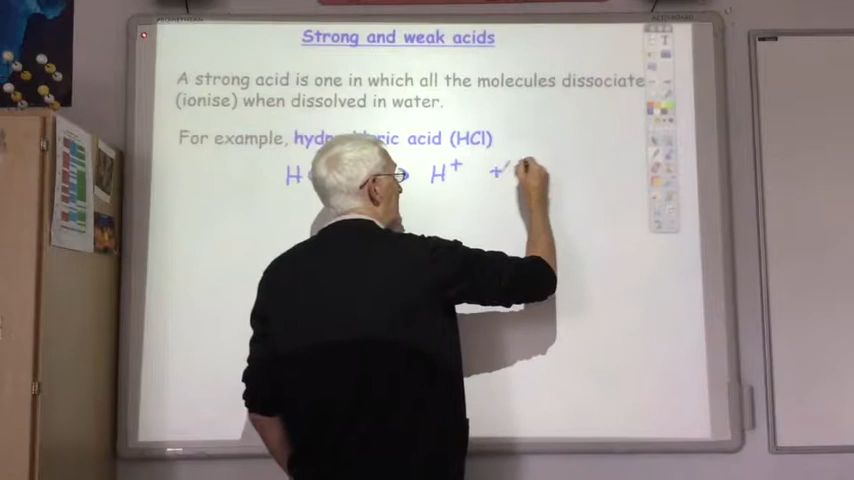 Strong and weak acids
A strong acid is one in which all the molecules dissociate
(ionise) when dissolved in water.
For example, acid (HCl)
H H⁺ +